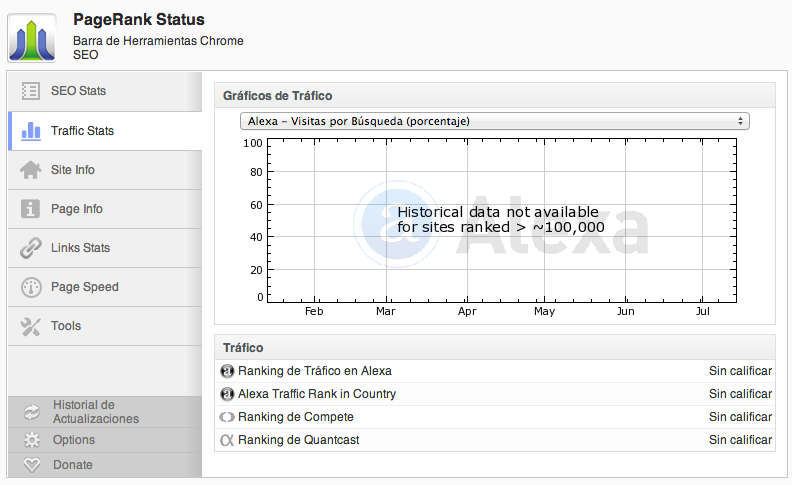 PageRank Status
Barra de Herramientas Chrome
SEO
SEO Stats
Traffic Stats
Site Info
Page Info
Links Stats
Page Speed
Tools
Historial de
Actualizaciones
Options
Donate
Gráficos de Tráfico
Alexa – Visitas por Búsqueda (porcentaje)
100
80
60
40
20
0
a Alexa
Historical data not available
for sites ranked > ~100,000
Feb Mar Apr May Jun Jul
Tráfico
Ranking de Tráfico en Alexa Sin calificar
Alexa Traffic Rank in Country Sin calificar
Ranking de Compete Sin calificar
Ranking de Quantcast Sin calificar